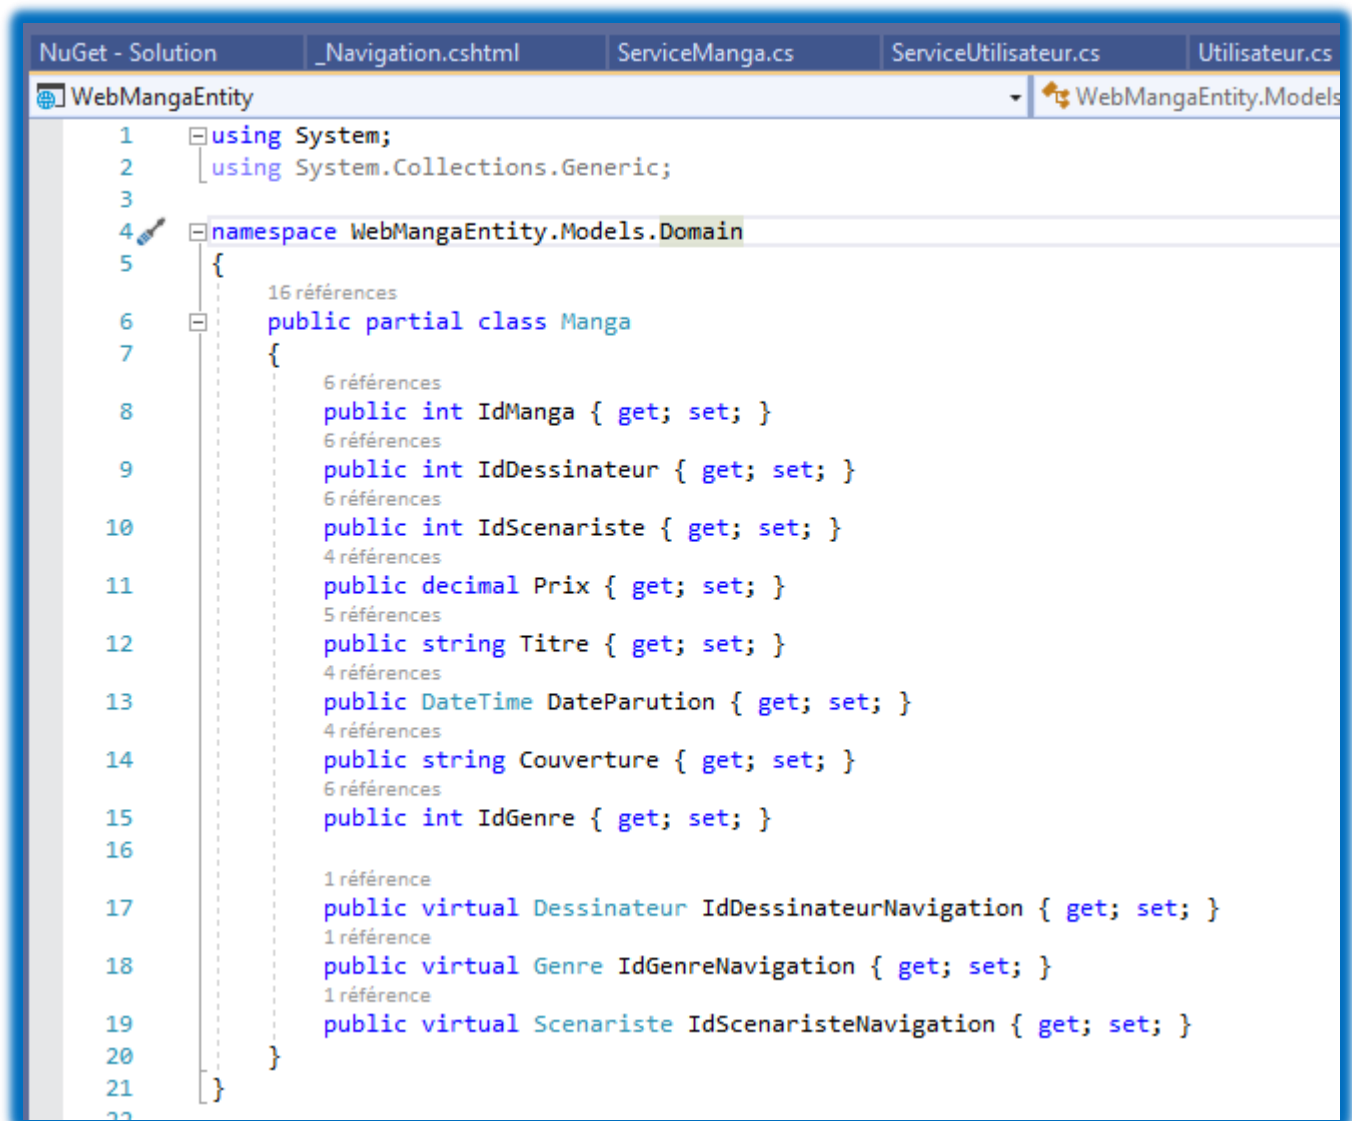 NuGet - Solution _Navigation.cshtml ServiceManga.cs ServiceUtilisateur.cs Utilisateur.cs
WebMangaEntity WebMangaEntity.Models
1 using System;
2 using System.Collections.Generic;
3
4 namespace WebMangaEntity.Models.Domain
5 {
16 références
6 public partial class Manga
7 {
6 références
8 public int IdManga { get; set; }
6 références
9 public int IdDessinateur { get; set; }
6 références
10 public int IdScenariste { get; set; }
4 références
11 public decimal Prix { get; set; }
5 références
12 public string Titre { get; set; }
4 références
13 public DateTime DateParution { get; set; }
4 références
14 public string Couverture { get; set; }
6 références
15 public int IdGenre { get; set; }
16
1 référence
17 public virtual Dessinateur IdDessinateurNavigation { get; set; }
1 référence
18 public virtual Genre IdGenreNavigation { get; set; }
1 référence
19 public virtual Scenariste IdScenaristeNavigation { get; set; }
20 }
21 }
22